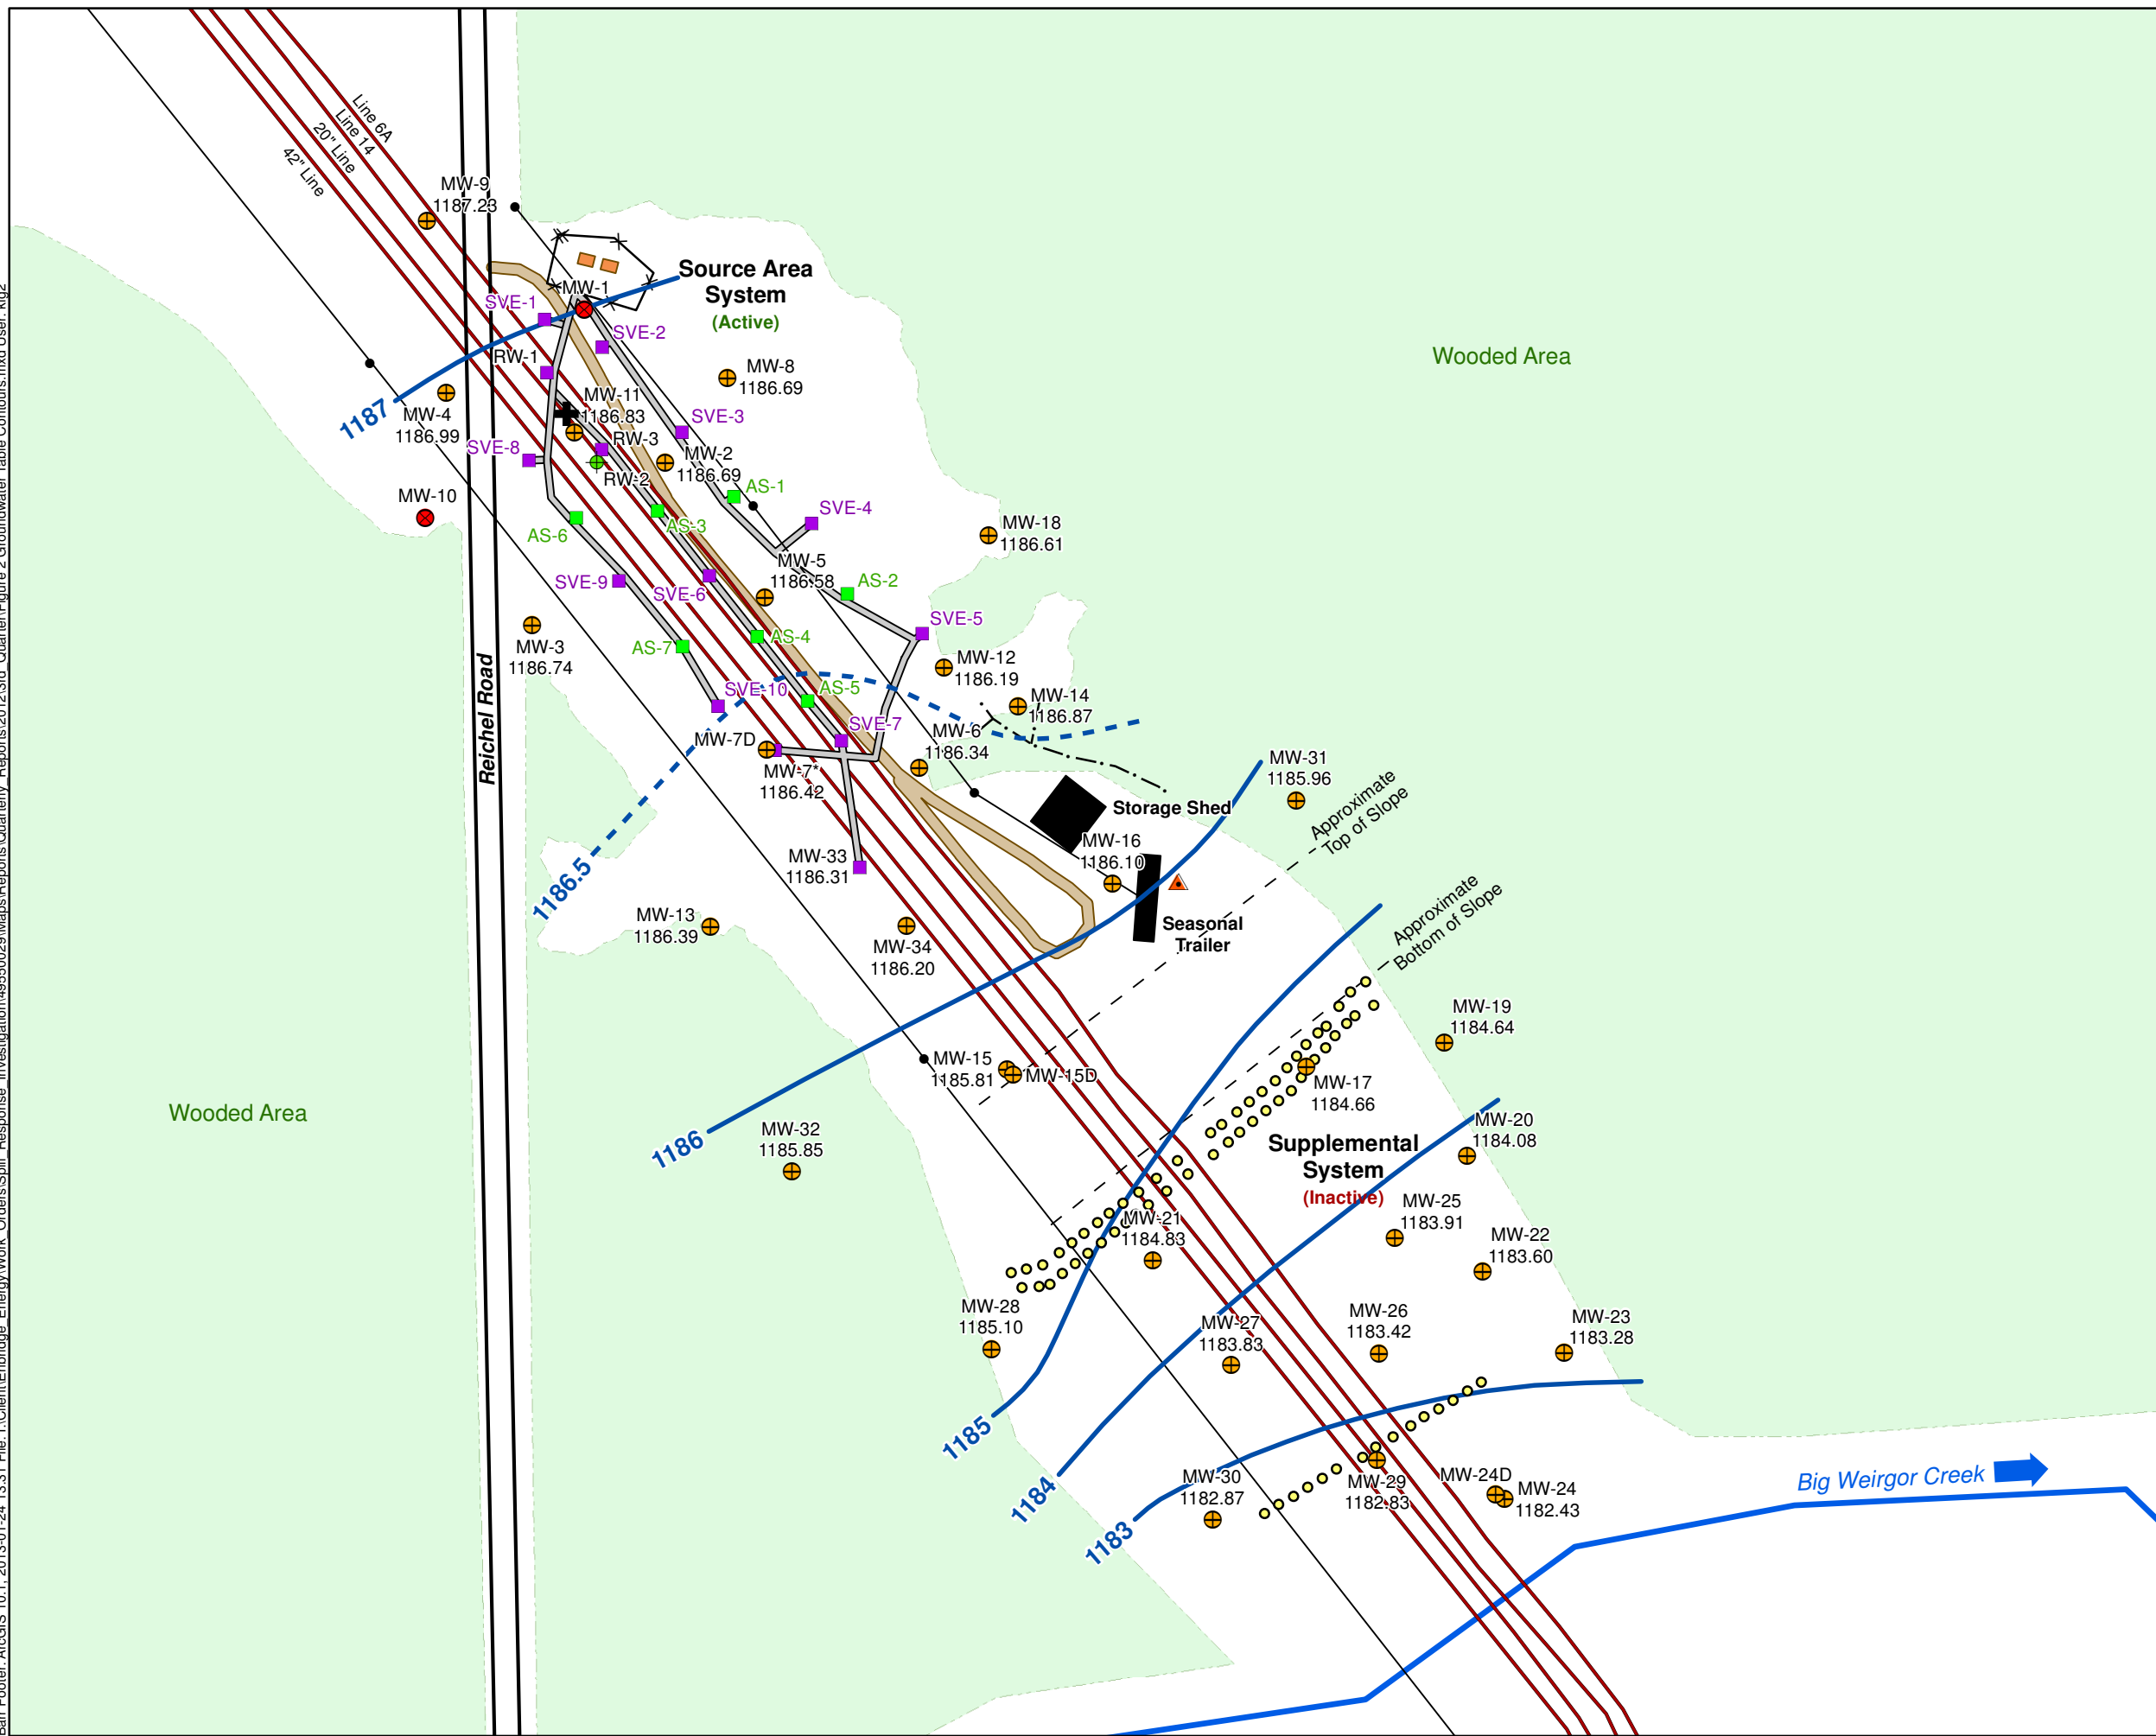 Line 6A
Line 14
20" Line
42" Line
MW-9
1187.23
Source Area
System
(Active)
MW-1
SVE-1
SVE-2
RW-1
MW-8
1186.69
Wooded Area
1187
MW-4
1186.99
MW-11
1186.83
SVE-3
SVE-8
RW-3
MW-2
1186.69
RW-2
AS-1
MW-10
SVE-4
AS-6
AS-3
MW-18
1186.61
MW-5
1186.58
SVE-9
SVE-6
AS-2
SVE-5
MW-3
1186.74
AS-7
AS-4
MW-12
1186.19
Reichel Road
SVE-10
AS-5
MW-14
1186.87
SVE-7
MW-7D
MW-6
1186.34
MW-7*
1186.42
MW-31
1185.96
Storage Shed
Approximate
Top of Slope
MW-16
1186.10
MW-33
1186.31
1186.5
MW-13
1186.39
MW-34
1186.20
Seasonal
Trailer
Approximate
Bottom of Slope
MW-19
1184.64
MW-15
1185.81
MW-15D
MW-17
1184.66
Wooded Area
1186
MW-32
1185.85
Supplemental
System
(Inactive)
MW-20
1184.08
MW-25
1183.91
MW-21
1184.83
MW-22
1183.60
MW-28
1185.10
MW-27
1183.83
MW-26
1183.42
MW-23
1183.28
1185
1184
1183
MW-30
1182.87
MW-29
1182.83
MW-24D
MW-24
1182.43
Big Weirgor Creek
Barr Footer: ArcGIS 10.1, 2013-01-24 13:31 File: